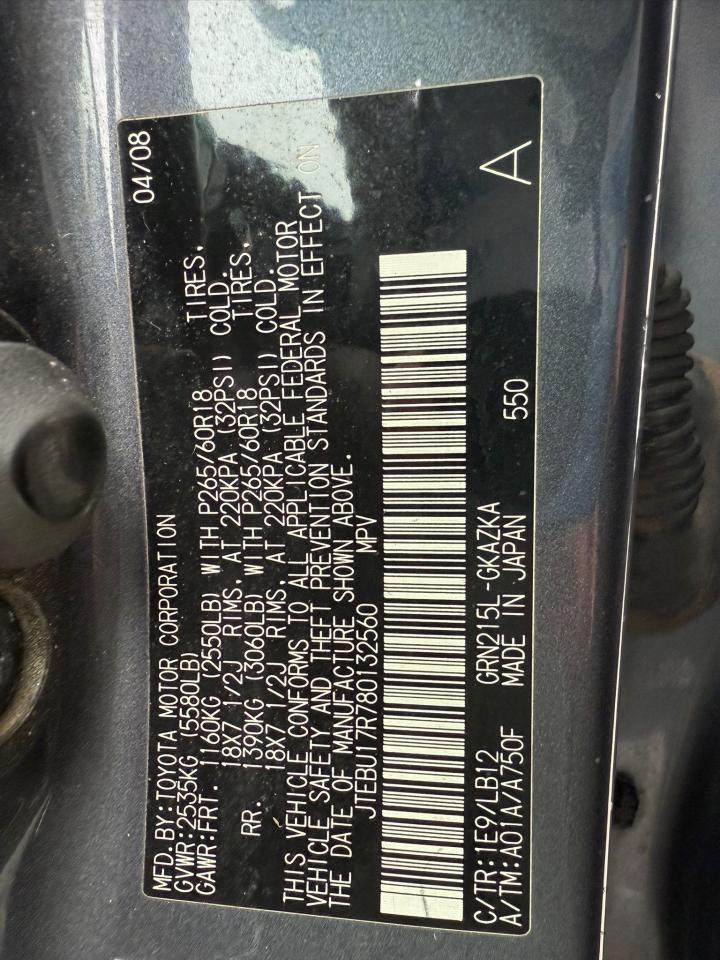 MFD.BY:TOYOTA MOTOR CORPORATION 04/08
GVWR:2535KG (5580LB)
GAWR:FRT. 1160KG (2550LB) WITH P265/60R18 TIRES.
18X7 1/2J RIMS, AT 220KPA (32PSI) COLD.
RR. 1390KG (3060LB) WITH P265/60R18 TIRES.
18X7 1/2J RIMS, AT 220KPA (32PSI) COLD.
THIS VEHICLE CONFORMS TO ALL APPLICABLE FEDERAL MOTOR
VEHICLE SAFETY AND THEFT PREVENTION STANDARDS IN EFFECT ON
THE DATE OF MANUFACTURE SHOWN ABOVE.
JTEBU17R780132560 MPV
C/TR:1E9/LB12 GRN215L-GKAZKA
A/TM:A01A/A750F MADE IN JAPAN 550 A